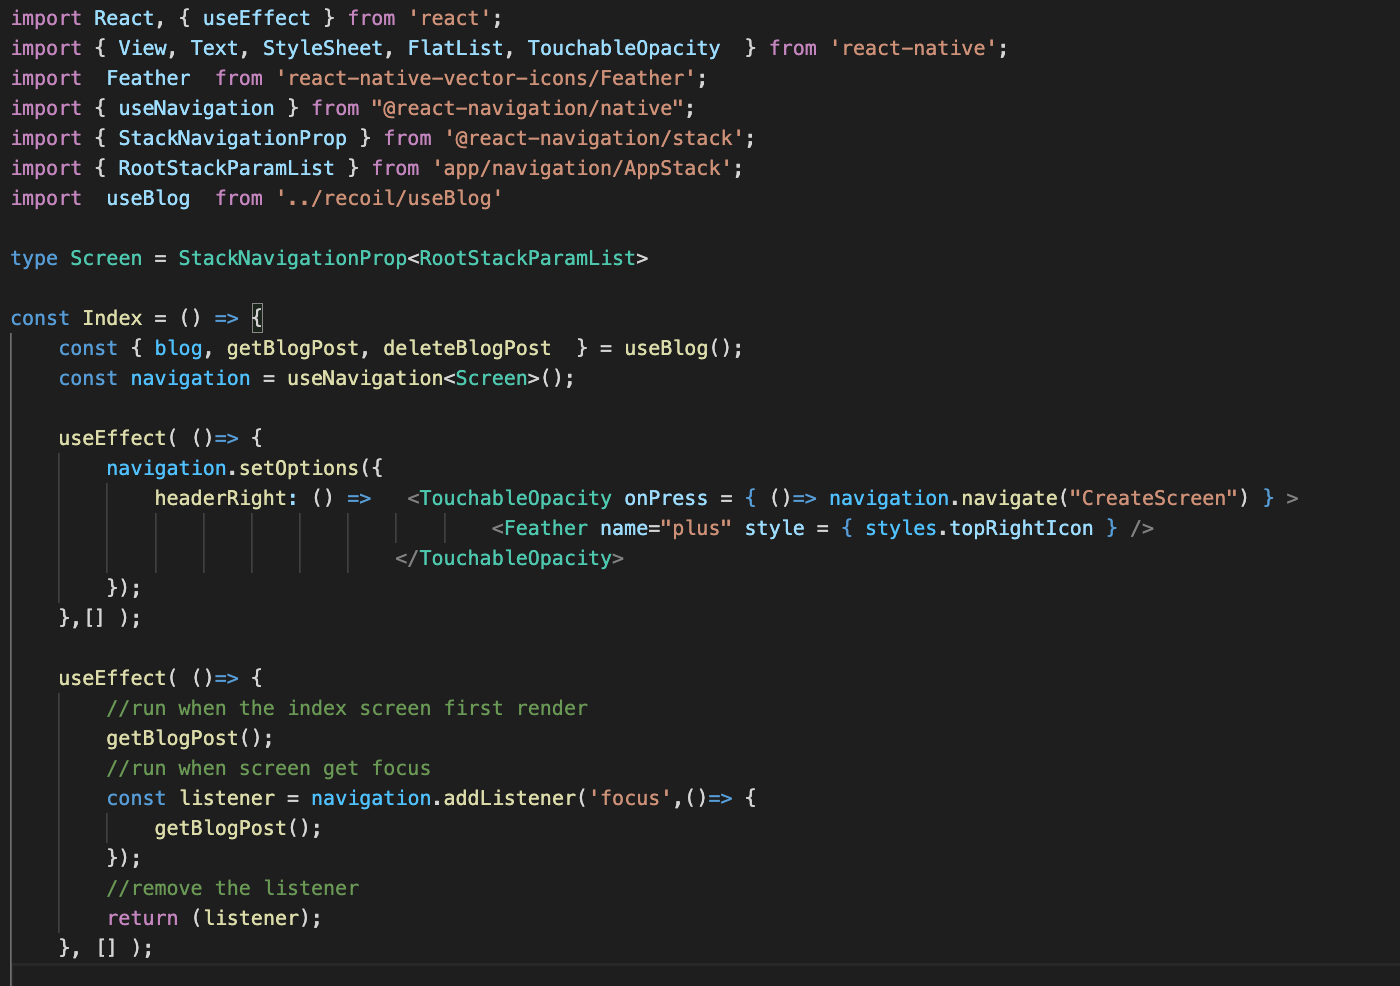 import React, { useEffect } from 'react';
import { View, Text, StyleSheet, FlatList, TouchableOpacity  } from 'react-native';
import  Feather  from 'react-native-vector-icons/Feather';
import { useNavigation } from "@react-navigation/native";
import { StackNavigationProp } from '@react-navigation/stack';
import { RootStackParamList } from 'app/navigation/AppStack';
import  useBlog  from '../recoil/useBlog'

type Screen = StackNavigationProp<RootStackParamList>

const Index = () => {
    const { blog, getBlogPost, deleteBlogPost  } = useBlog();
    const navigation = useNavigation<Screen>();

    useEffect( ()=> {
        navigation.setOptions({
            headerRight: () =>   <TouchableOpacity onPress = { ()=> navigation.navigate("CreateScreen") } >
                                        <Feather name="plus" style = { styles.topRightIcon } />
                                </TouchableOpacity>
        });
    },[] );

    useEffect( ()=> {
        //run when the index screen first render
        getBlogPost();
        //run when screen get focus
        const listener = navigation.addListener('focus',()=> {
            getBlogPost();
        });
        //remove the listener
        return (listener);
    }, [] );